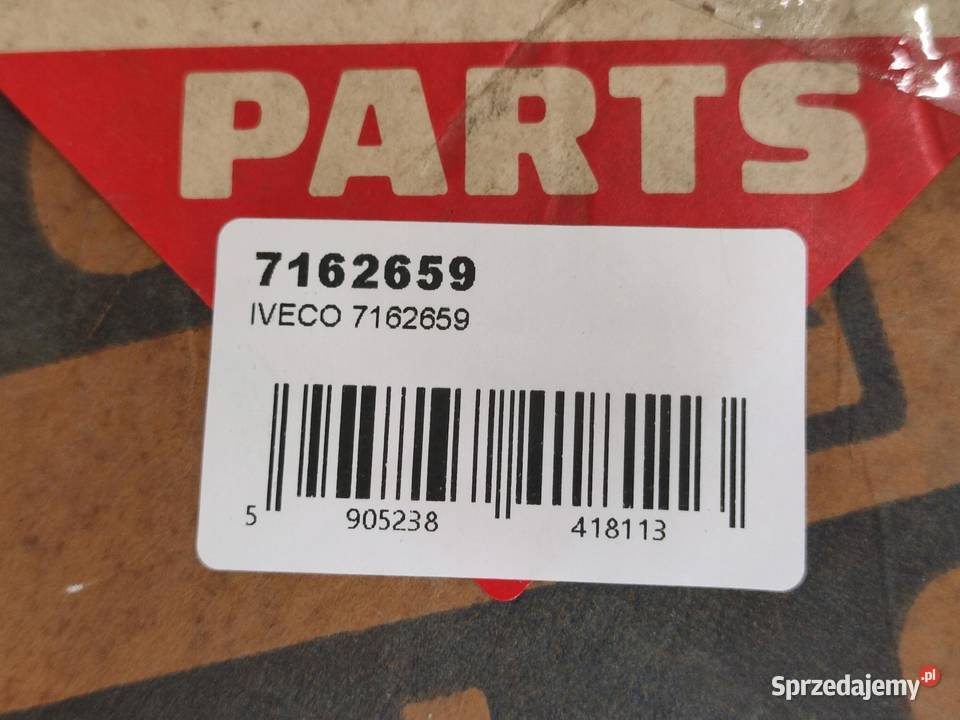 PARTS
7162659
IVECO 7162659
5 905238 418113
Sprzedajemy.pl